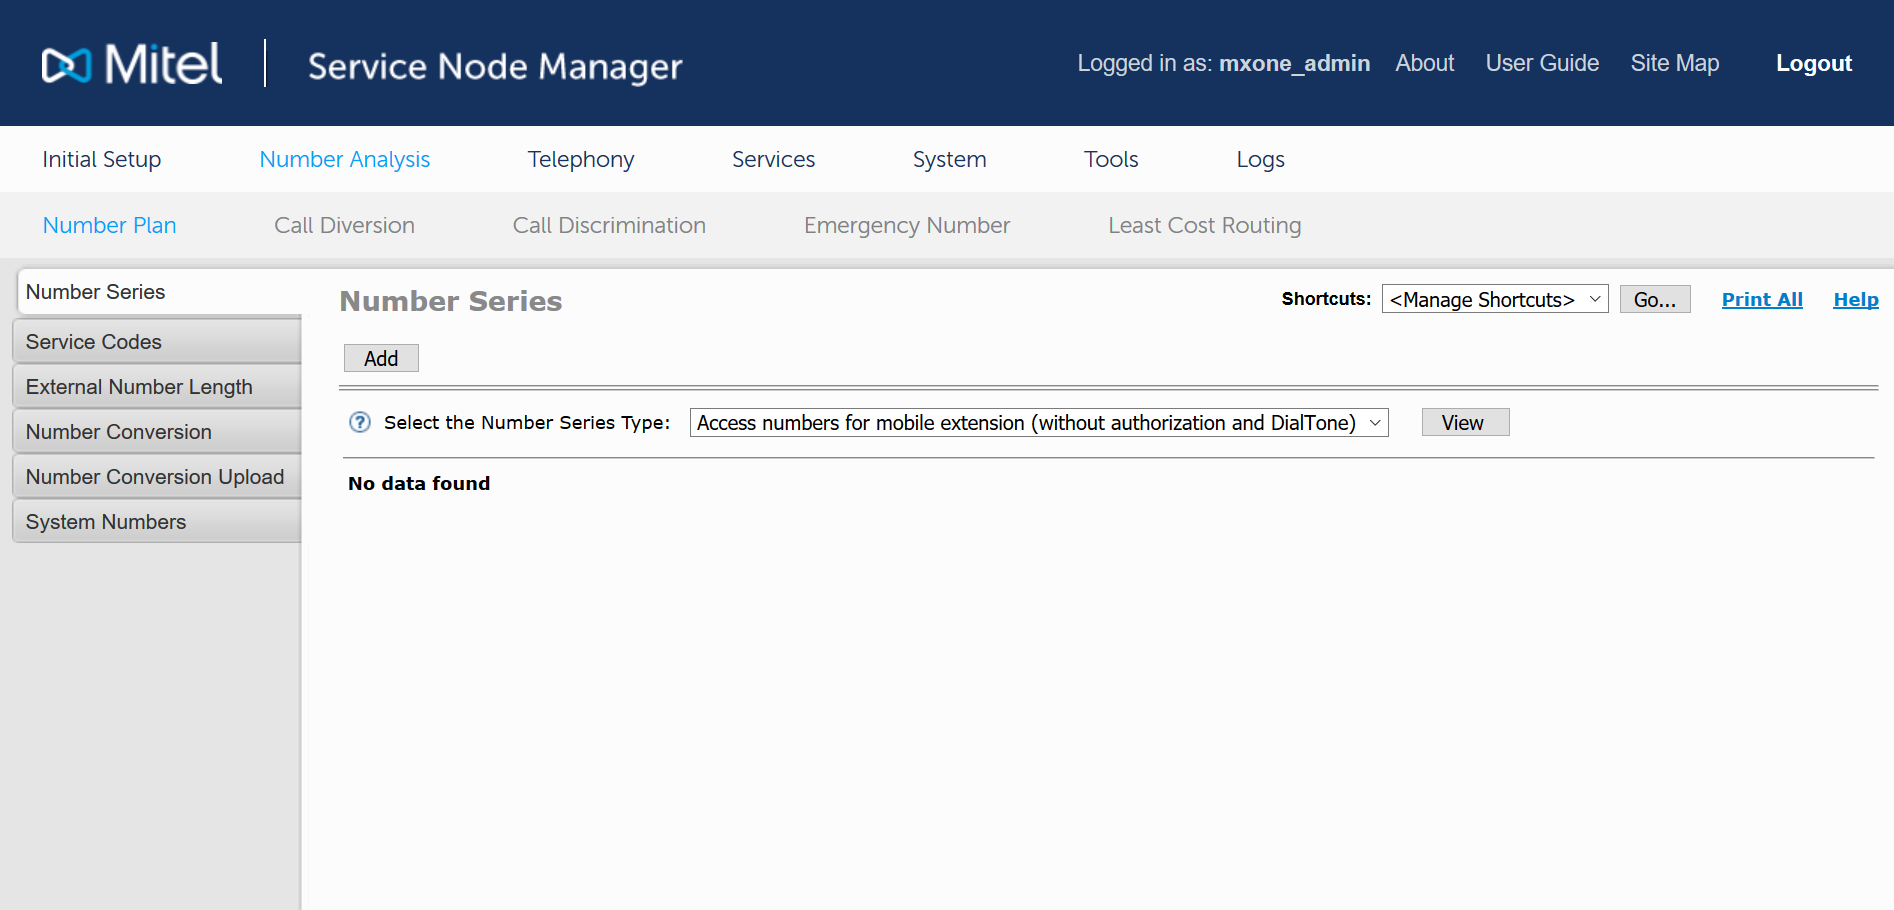 Mitel Service Node Manager Logged in as: mxone_admin About User Guide Site Map Logout
Initial Setup Number Analysis Telephony Services System Tools Logs
Number Plan Call Diversion Call Discrimination Emergency Number Least Cost Routing
Number Series
Service Codes
External Number Length
Number Conversion
Number Conversion Upload
System Numbers
Number Series Shortcuts: <Manage Shortcuts> Go... Print All Help
Add
? Select the Number Series Type: Access numbers for mobile extension (without authorization and DialTone) View
No data found